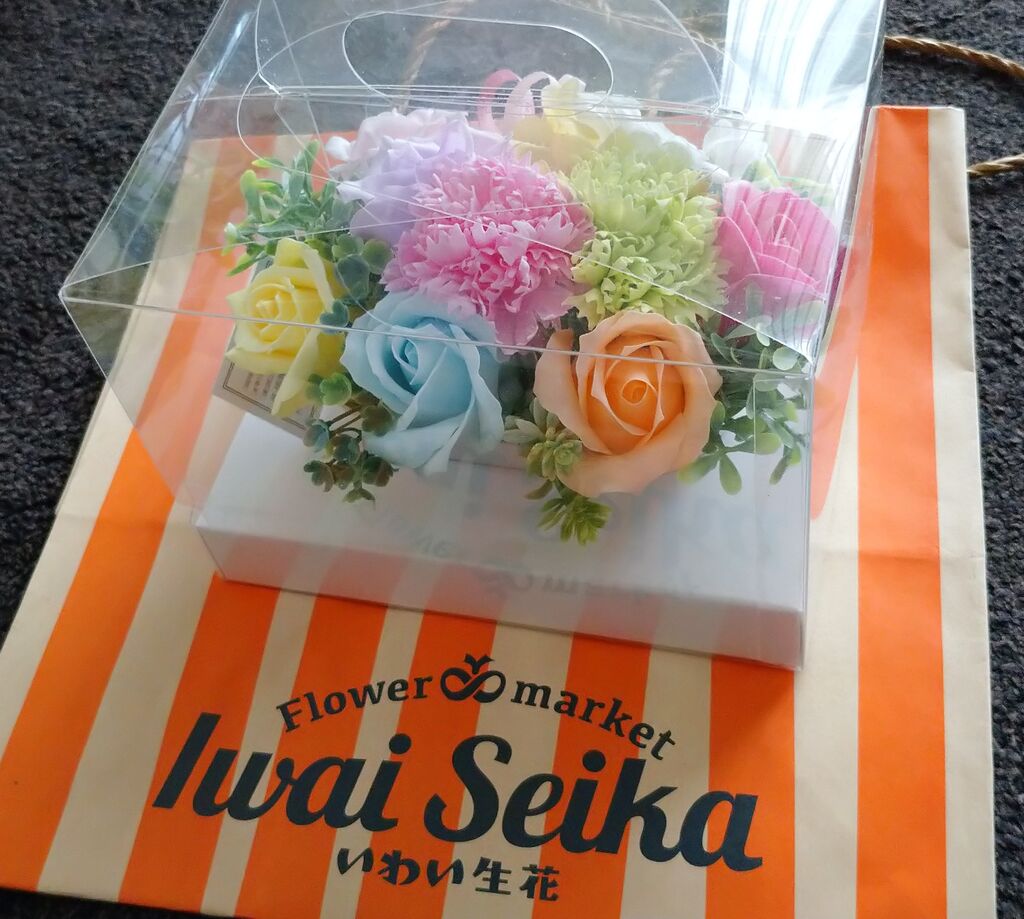 Flower market
Iwai Seika
いわい生花